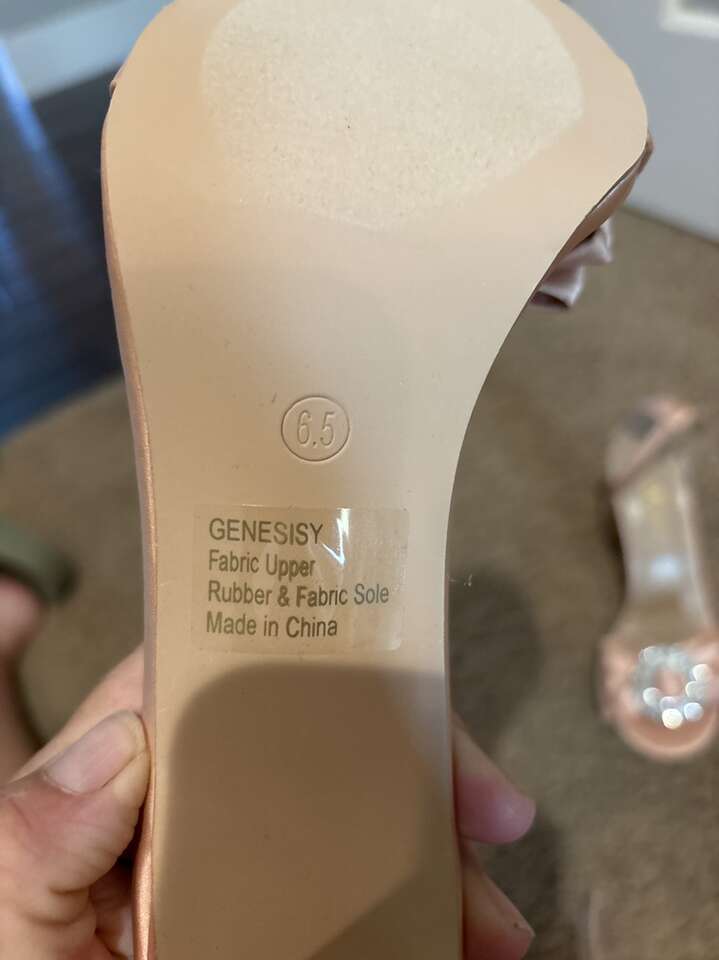 6.5
GENESISY
Fabric Upper
Rubber & Fabric Sole
Made in China